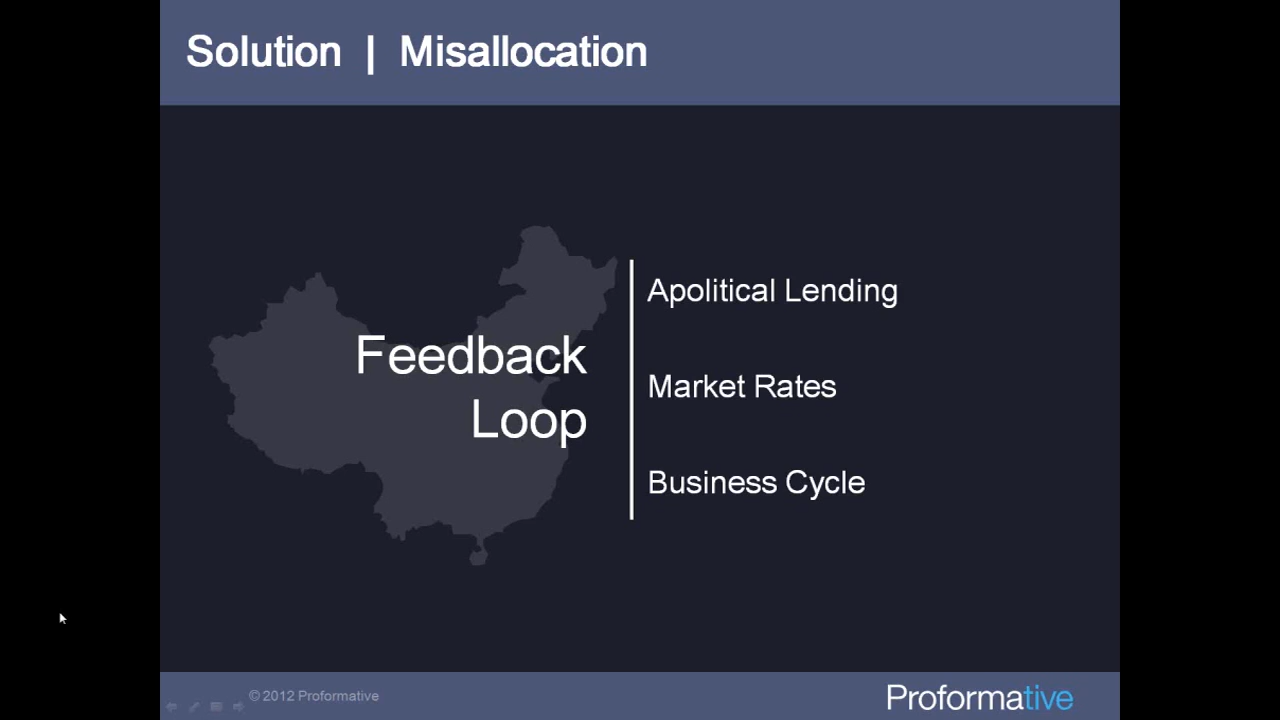 Solution | Misallocation
Feedback
Loop
Apolitical Lending
Market Rates
Business Cycle
© 2012 Proformative
Proformative